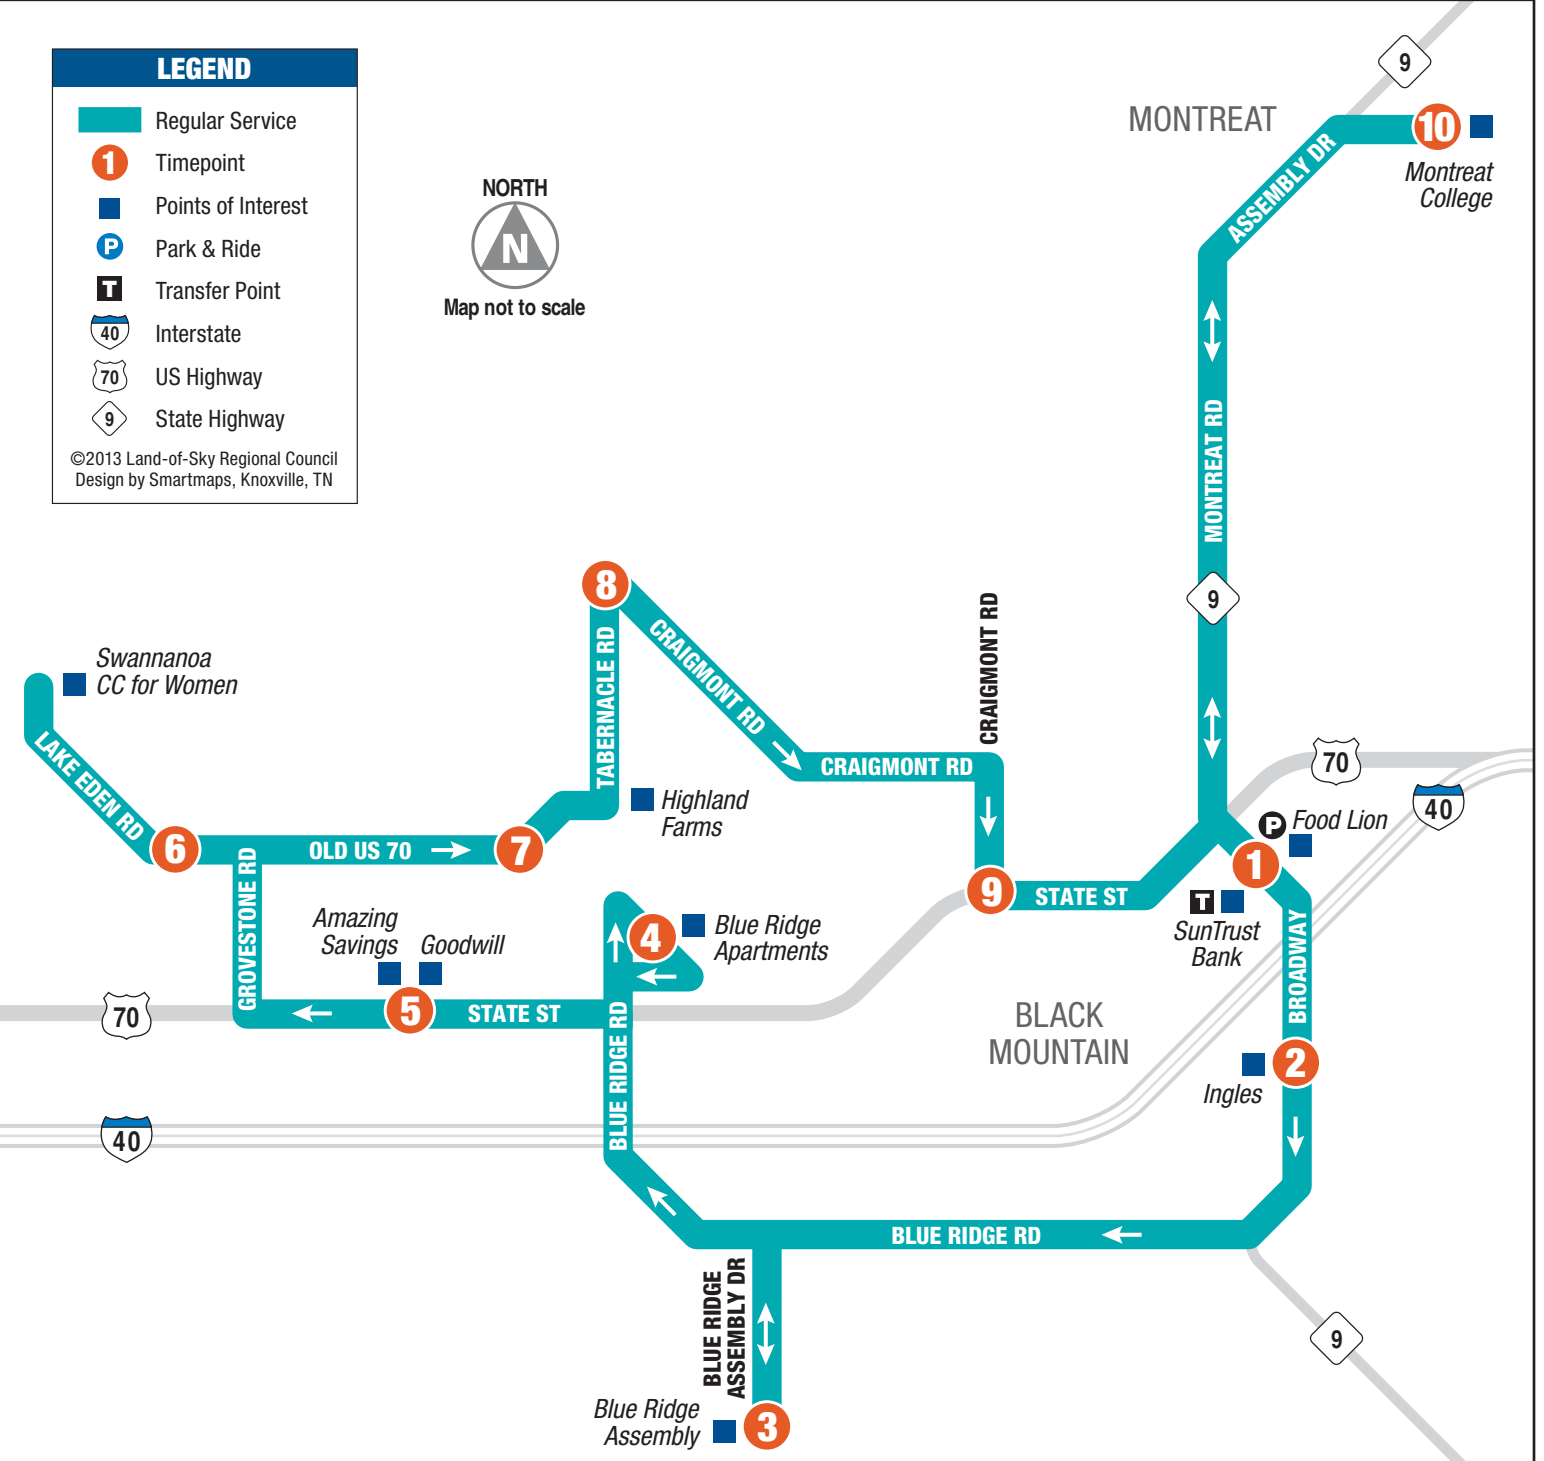 LEGEND
Regular Service
1
Timepoint
Points of Interest
P
Park & Ride
T
Transfer Point
40
Interstate
70
US Highway
9
State Highway
©2013 Land-of-Sky Regional Council
Design by Smartmaps, Knoxville, TN
NORTH
N
Map not to scale
9
MONTREAT
10
Montreat
College
ASSEMBLY DR
MONTREAT RD
9
8
CRAIGMONT RD
TABERNACLE RD
CRAIGMONT RD
CRAIGMONT RD
Swannanoa
CC for Women
LAKE EDEN RD
Highland
Farms
70
40
P
Food Lion
6
OLD US 70
7
1
GROVESTONE RD
9
STATE ST
T
SunTrust
Bank
Amazing
Savings
Goodwill
4
Blue Ridge
Apartments
BROADWAY
70
5
STATE ST
BLUE RIDGE RD
BLACK
MOUNTAIN
2
Ingles
40
BLUE RIDGE RD
BLUE RIDGE
ASSEMBLY DR
9
Blue Ridge
Assembly
3